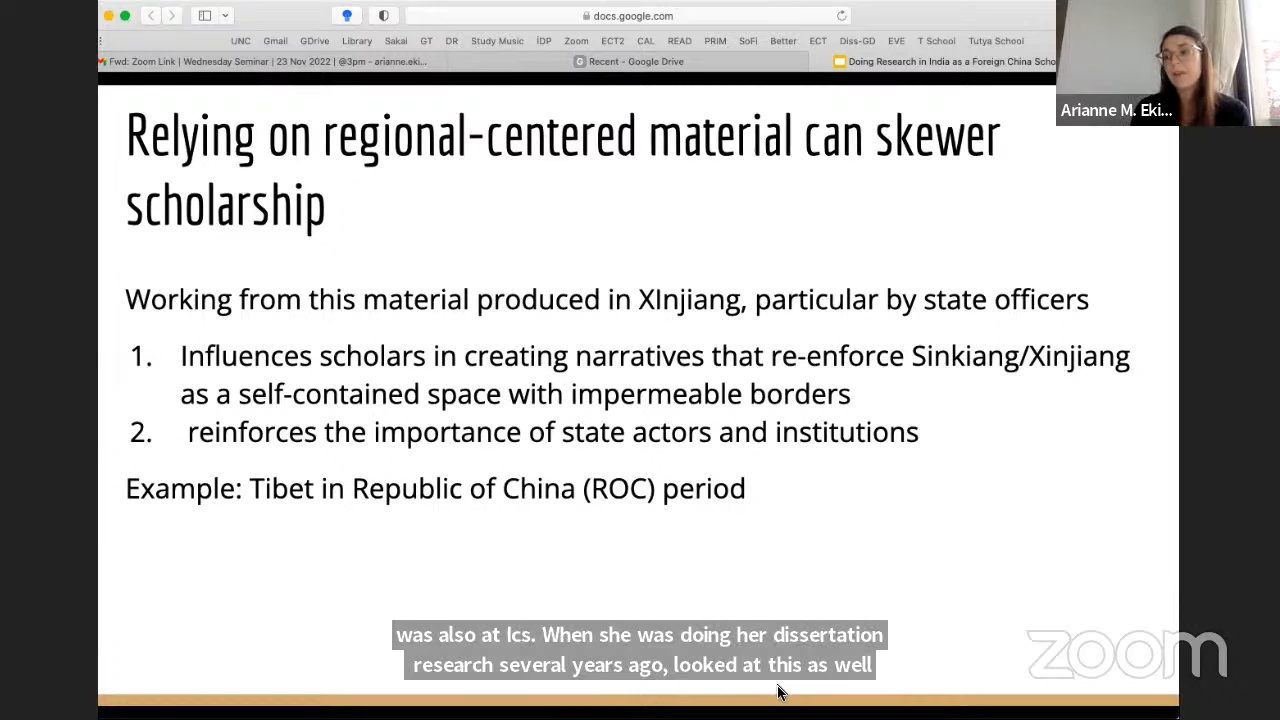 docs.google.com
UNC Gmail GDrive Library Sakai GT DR Study Music İDP Zoom ECT2 CAL READ PRIM SoFi Better ECT Diss-GD EVE T School Tutya School
Fwd: Zoom Link | Wednesday Seminar | 23 Nov 2022 | @3pm - arianne.eki...
Recent - Google Drive
Doing Research in India as a Foreign China Scho
Arianne M. Eki...
Relying on regional-centered material can skewer
scholarship
Working from this material produced in XInjiang, particular by state officers
1. Influences scholars in creating narratives that re-enforce Sinkiang/Xinjiang
as a self-contained space with impermeable borders
2. reinforces the importance of state actors and institutions
Example: Tibet in Republic of China (ROC) period
was also at Ics. When she was doing her dissertation
research several years ago, looked at this as well
zoom